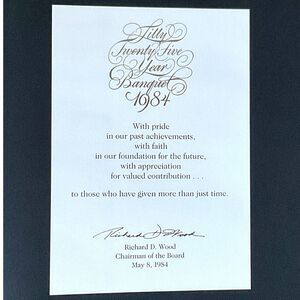 Lilly
Twenty Five
Year
Banquet
1984
With pride
in our past achievements,
with faith
in our foundation for the future,
with appreciation
for valued contribution . . .
to those who have given more than just time.
Richard D. Wood
Richard D. Wood
Chairman of the Board
May 8, 1984